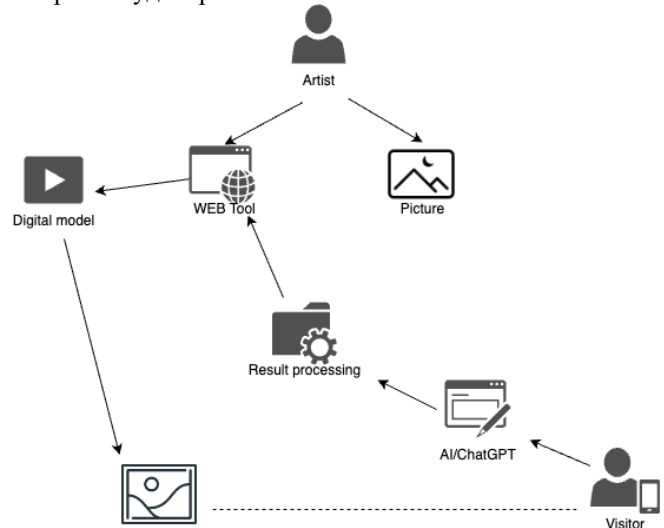 Artist
WEB Tool
Picture
Digital model
Result processing
AI/ChatGPT
Visitor